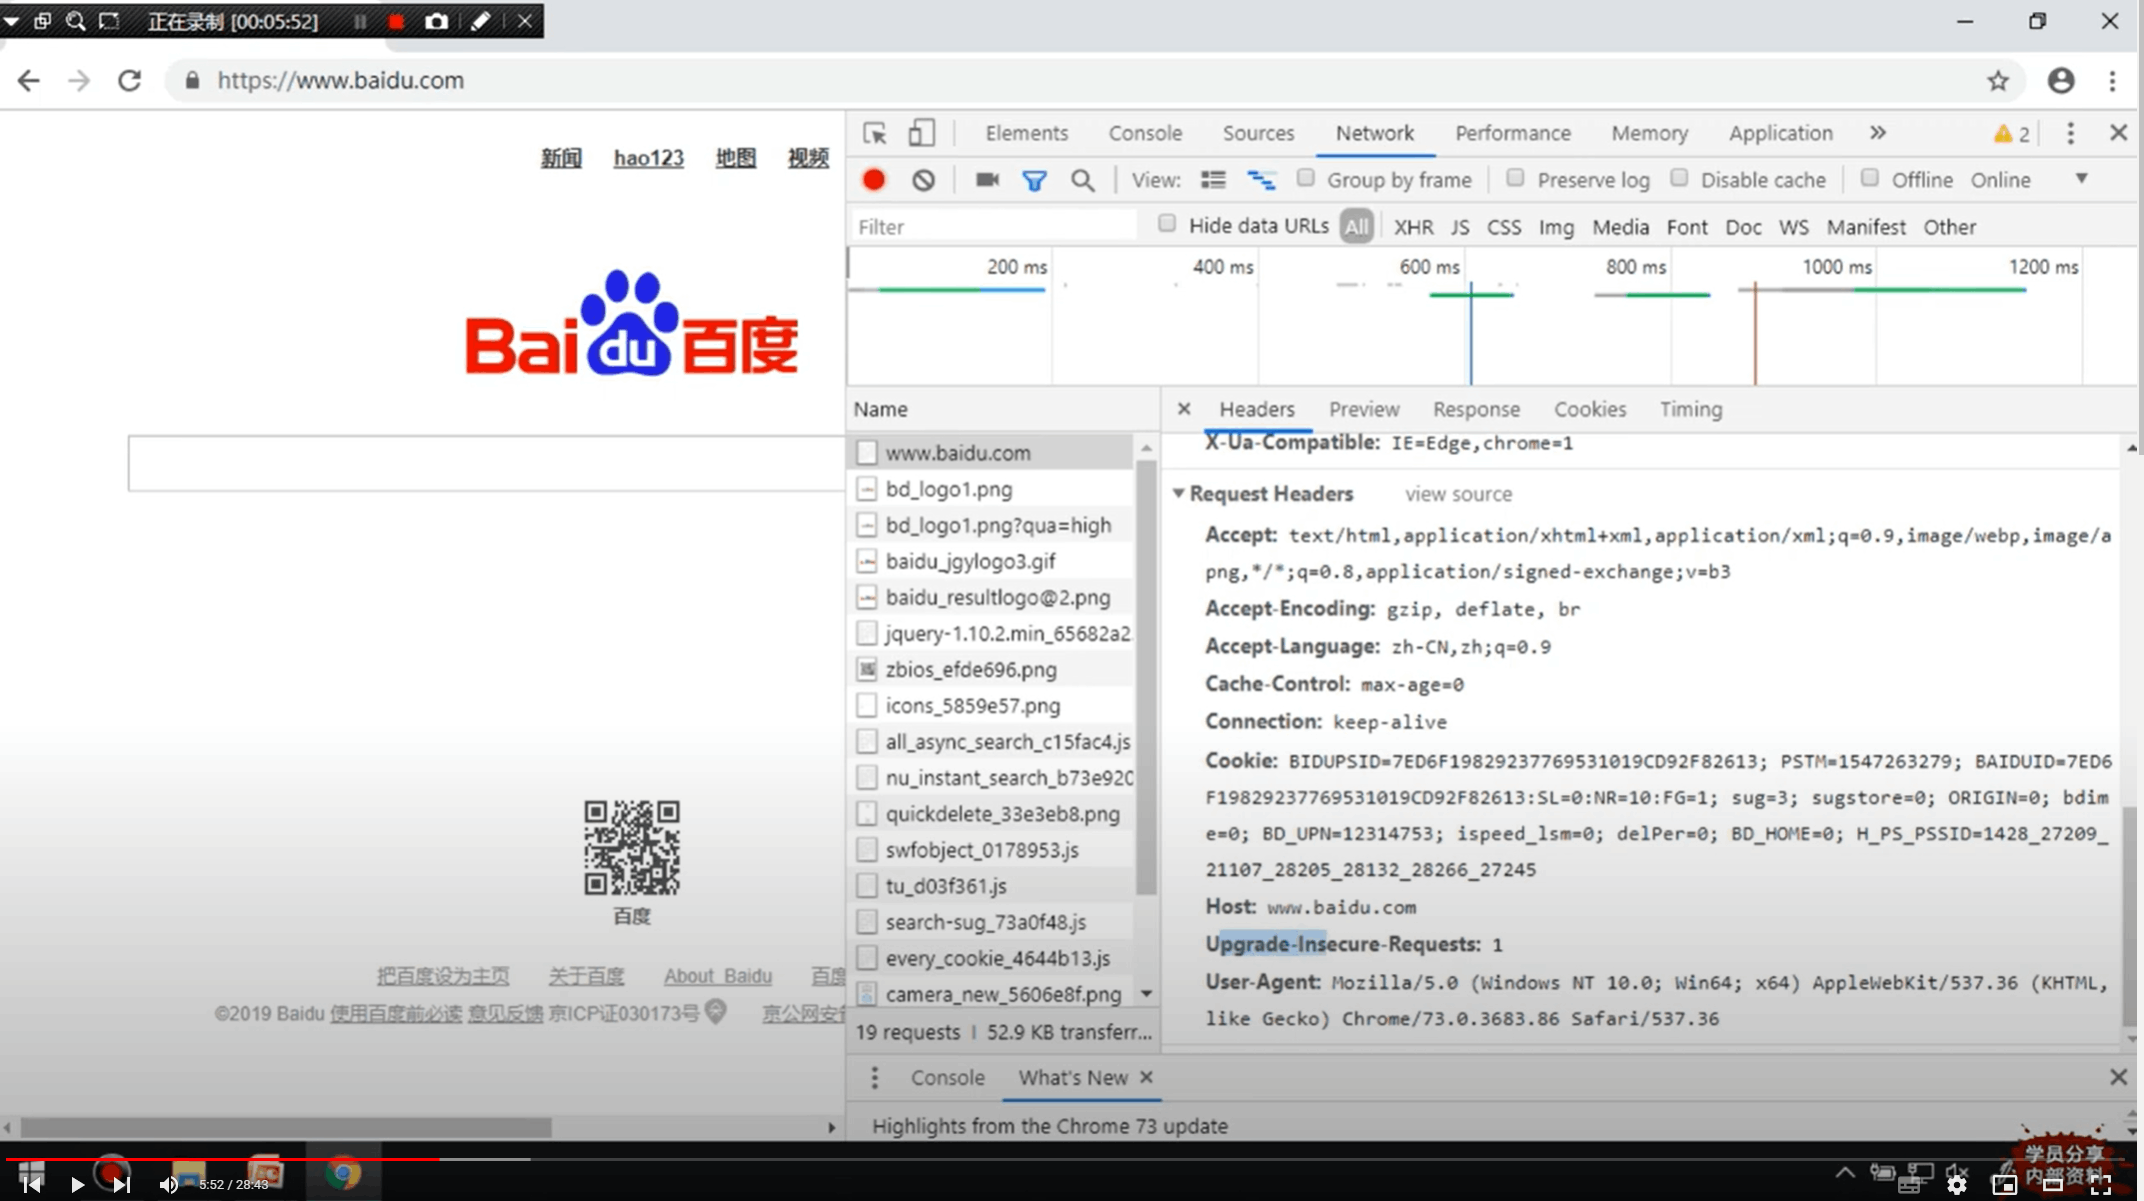 正在录制 [00:05:52]
https://www.baidu.com
新闻 hao123 地图 视频
Bai du 百度
百度
把百度设为主页 关于百度 About Baidu 百度
©2019 Baidu 使用百度前必读 意见反馈 京ICP证030173号 京公网安备
Elements Console Sources Network Performance Memory Application » 2
View: Group by frame Preserve log Disable cache Offline Online
Filter Hide data URLs All XHR JS CSS Img Media Font Doc WS Manifest Other
200 ms 400 ms 600 ms 800 ms 1000 ms 1200 ms
Name
www.baidu.com
bd_logo1.png
bd_logo1.png?qua=high
baidu_jgylogo3.gif
baidu_resultlogo@2.png
jquery-1.10.2.min_65682a2
zbios_efde696.png
icons_5859e57.png
all_async_search_c15fac4.js
nu_instant_search_b73e920
quickdelete_33e3eb8.png
swfobject_0178953.js
tu_d03f361.js
search-sug_73a0f48.js
every_cookie_4644b13.js
camera_new_5606e8f.png
19 requests | 52.9 KB transferr...
× Headers Preview Response Cookies Timing
X-Ua-Compatible: IE=Edge,chrome=1
Request Headers view source
Accept: text/html,application/xhtml+xml,application/xml;q=0.9,image/webp,image/a
png,*/*;q=0.8,application/signed-exchange;v=b3
Accept-Encoding: gzip, deflate, br
Accept-Language: zh-CN,zh;q=0.9
Cache-Control: max-age=0
Connection: keep-alive
Cookie: BIDUPSID=7ED6F19829237769531019CD92F82613; PSTM=1547263279; BAIDUID=7ED6
F19829237769531019CD92F82613:SL=0:NR=10:FG=1; sug=3; sugstore=0; ORIGIN=0; bdim
e=0; BD_UPN=12314753; ispeed_lsm=0; delPer=0; BD_HOME=0; H_PS_PSSID=1428_27209_
21107_28205_28132_28266_27245
Host: www.baidu.com
Upgrade-Insecure-Requests: 1
User-Agent: Mozilla/5.0 (Windows NT 10.0; Win64; x64) AppleWebKit/537.36 (KHTML,
like Gecko) Chrome/73.0.3683.86 Safari/537.36
Console What's New ×
Highlights from the Chrome 73 update
5:52 / 28:43
学员分享
内部资料